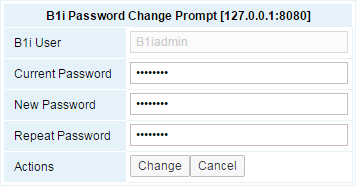 B1i Password Change Prompt [127.0.0.1:8080]
B1i User B1iadmin
Current Password ••••••••
New Password ••••••••
Repeat Password ••••••••
Actions Change Cancel